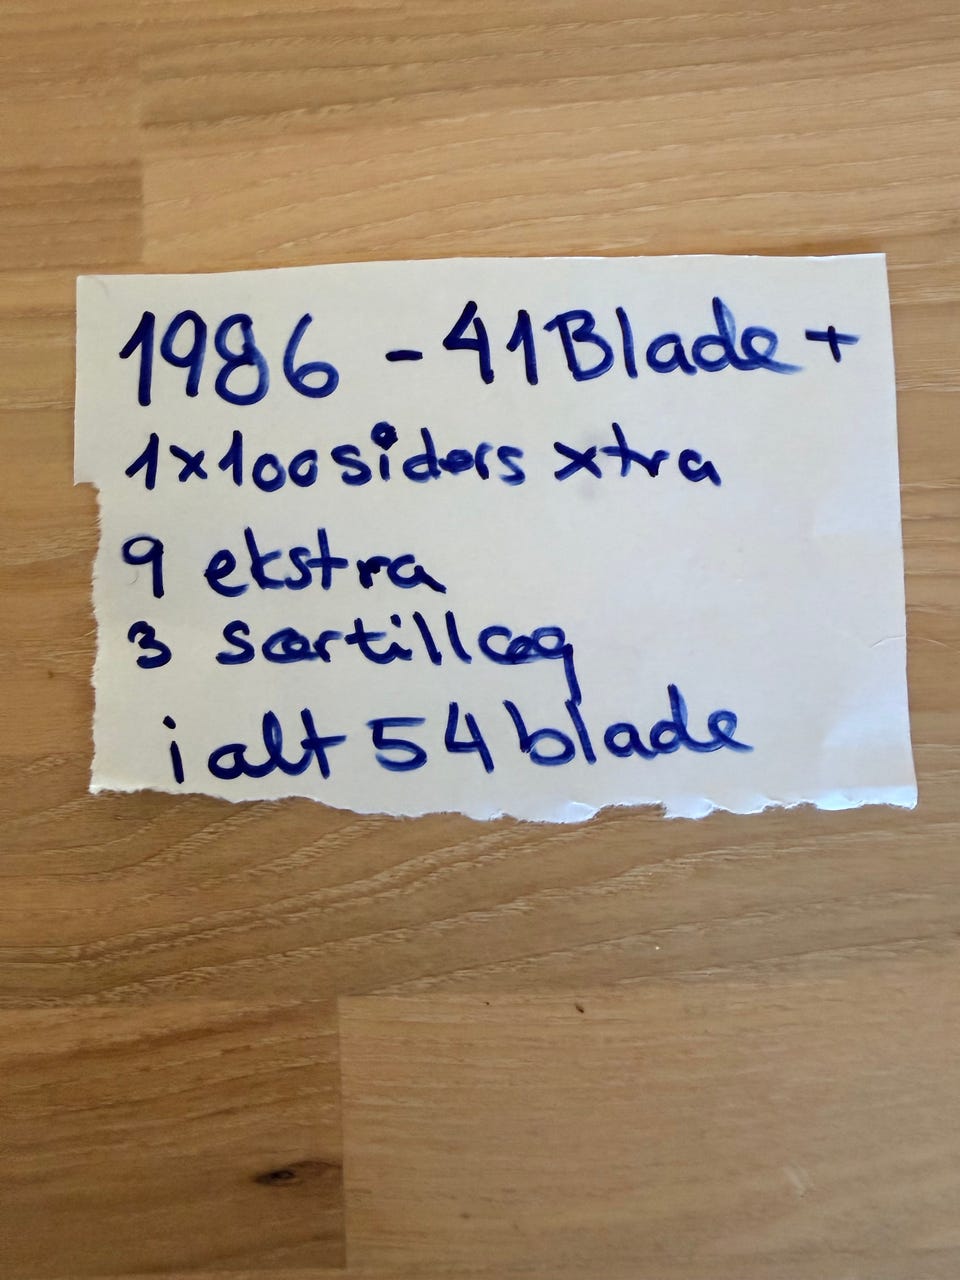 1986 - 41 Blade +
1x100 siders xtra
9 ekstra
3 særtillæg
i alt 54 blade